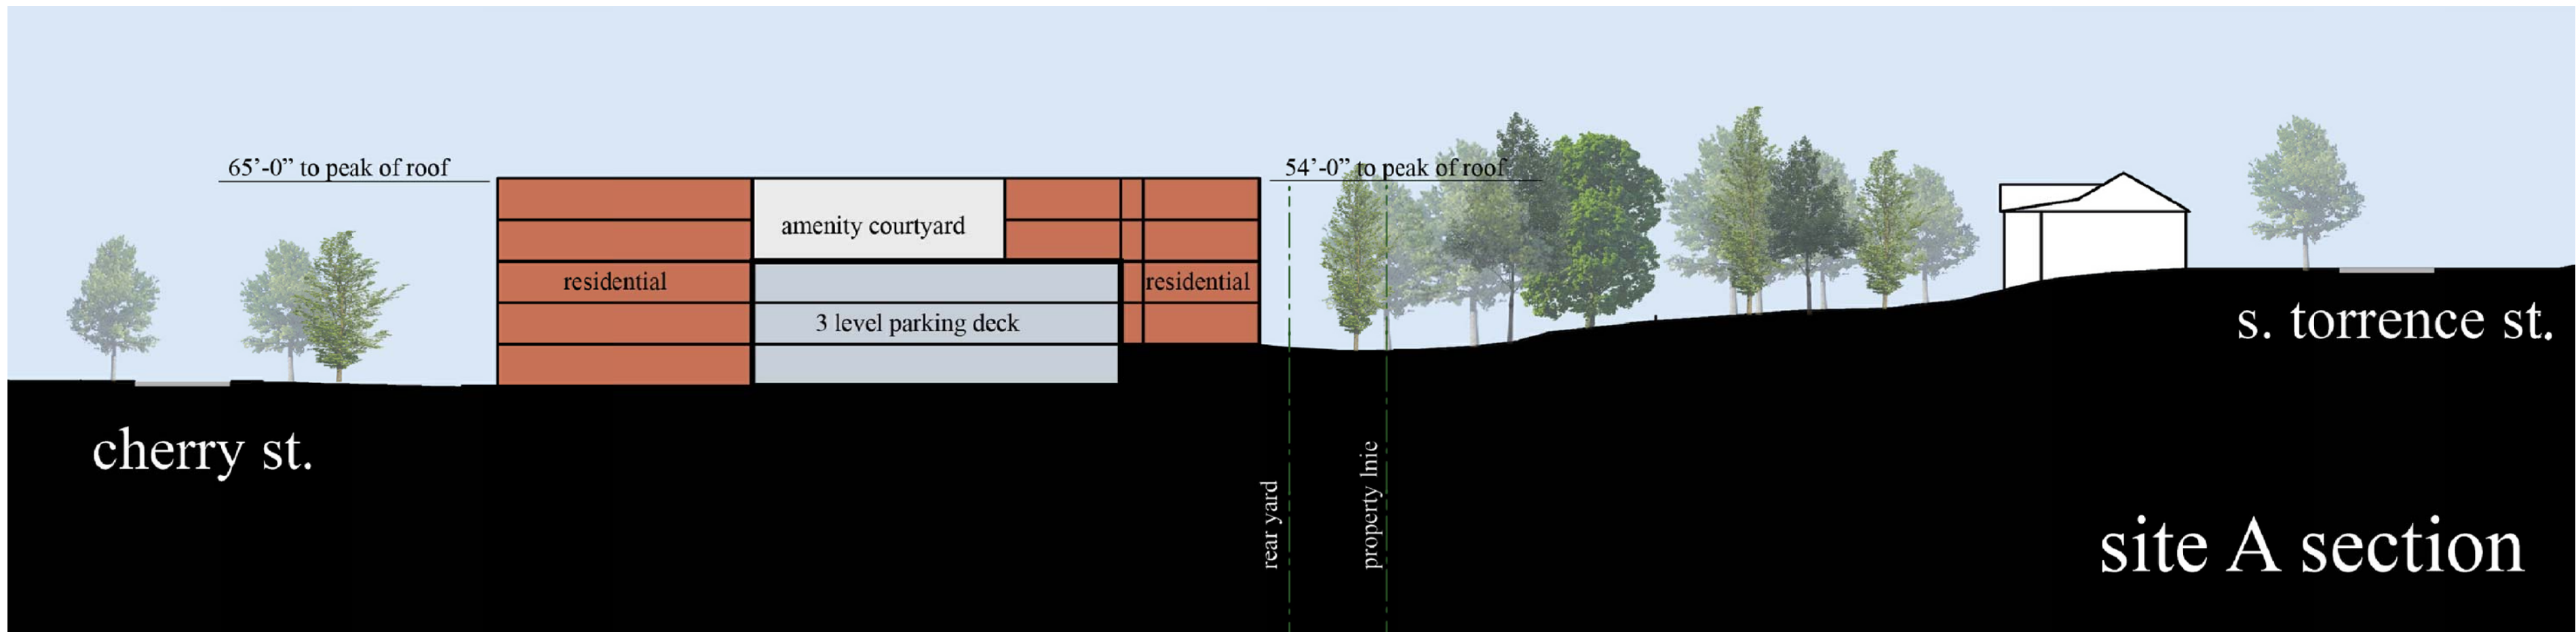 65’-0” to peak of roof
54’-0” to peak of roof
amenity courtyard
residential
residential
3 level parking deck
s. torrence st.
cherry st.
rear yard
property lnie
site A section